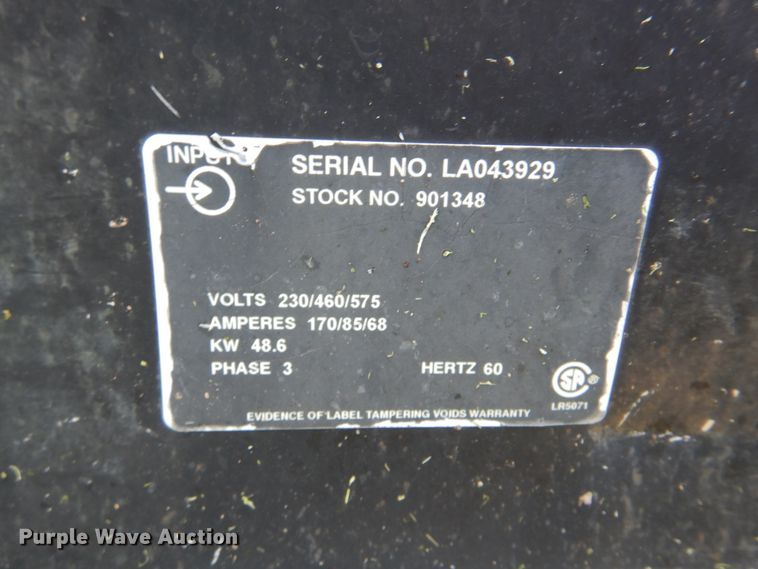 INPUT
SERIAL NO. LA043929
STOCK NO. 901348
VOLTS 230/460/575
AMPERES 170/85/68
KW 48.6
PHASE 3 HERTZ 60
SA ®
LR5071
EVIDENCE OF LABEL TAMPERING VOIDS WARRANTY
Purple Wave Auction